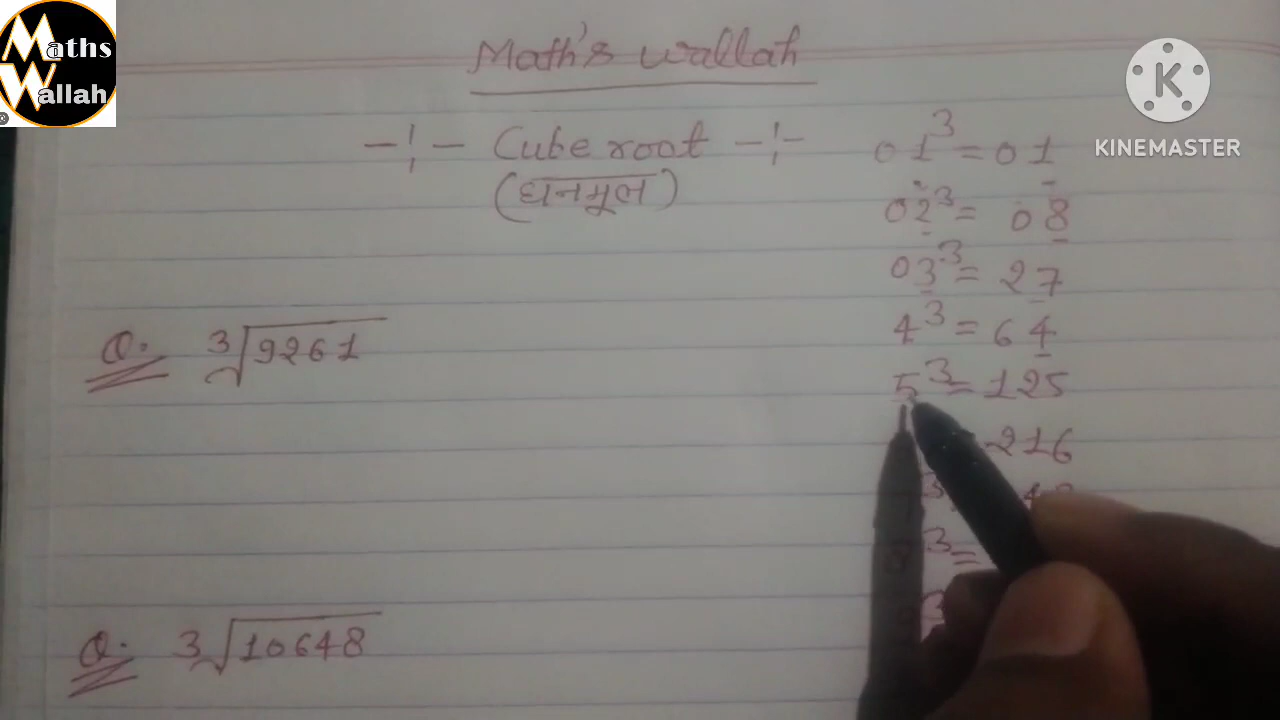 Maths
Wallah
Math's wallah
KINEMASTER
-:- Cube root -:-
(घनमूल)
01³ = 01
02³ = 08
03³ = 27
4³ = 64
5³ = 125
216
Q. ³√9261
Q. ³√10648